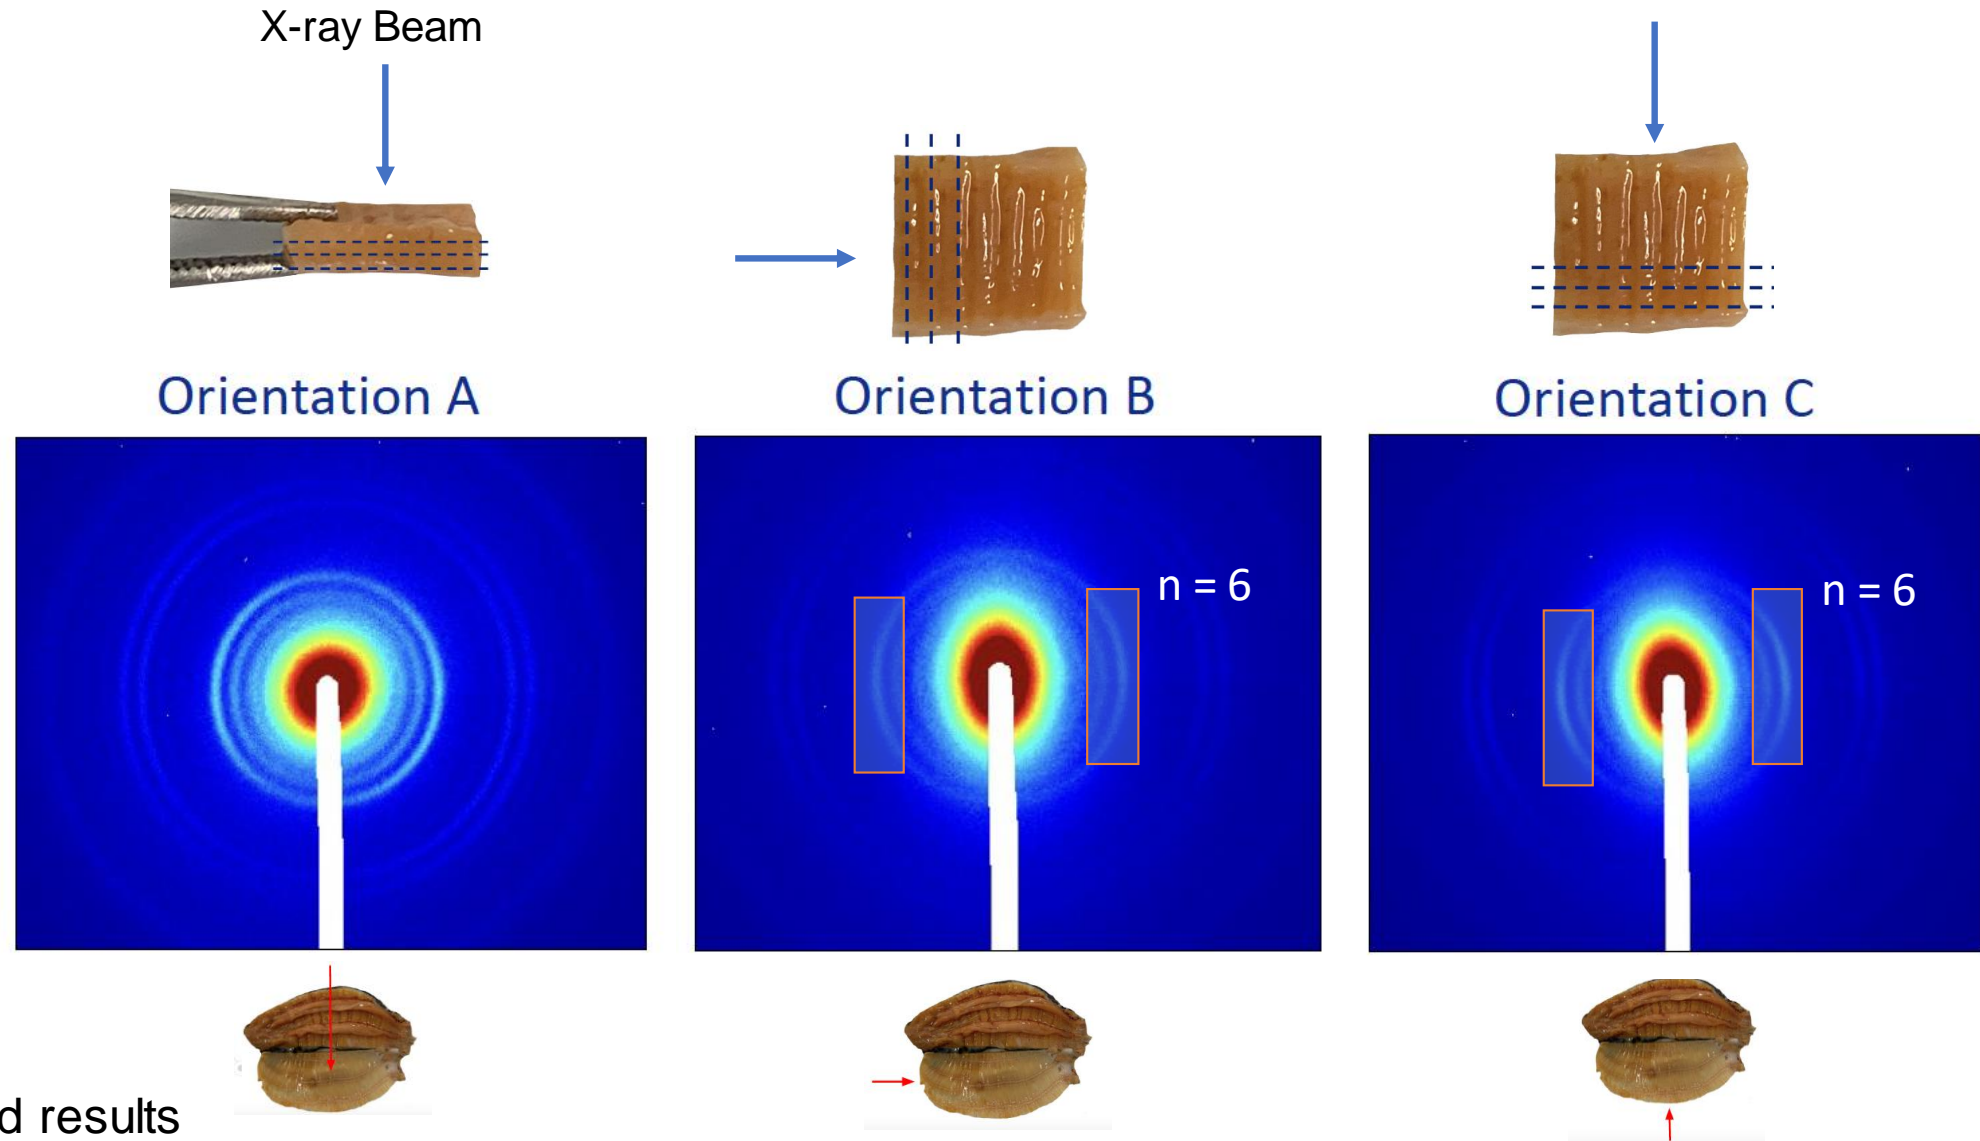 X-ray Beam
Orientation A
Orientation B
Orientation C
n = 6
n = 6
d results